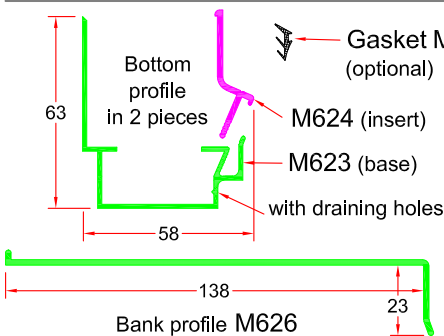 Gasket M
(optional)
Bottom
profile
in 2 pieces
63
M624 (insert)
M623 (base)
with draining holes
58
138
23
Bank profile M626